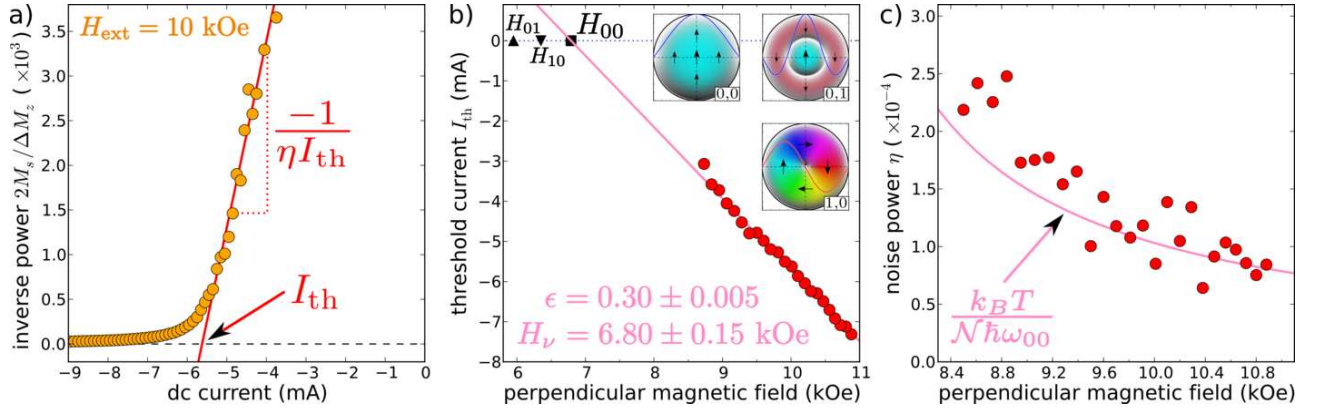 a)
H_ext = 10 kOe
inverse power 2M_s/ΔM_z (×10³)
3.5
3.0
2.5
2.0
1.5
1.0
0.5
0.0
−1
ηI_th
I_th
−9 −8 −7 −6 −5 −4 −3 −2 −1 0
dc current (mA)
b)
H_01
H_10
H_00
threshold current I_th (mA)
1
0
−1
−2
−3
−4
−5
−6
−7
−8
0,0
0,1
1,0
ϵ = 0.30 ± 0.005
H_ν = 6.80 ± 0.15 kOe
6 7 8 9 10 11
perpendicular magnetic field (kOe)
c)
noise power η (×10⁻⁴)
3.0
2.5
2.0
1.5
1.0
0.5
0.0
k_BT
𝒩ħω_00
8.4 8.8 9.2 9.6 10.0 10.4 10.8
perpendicular magnetic field (kOe)